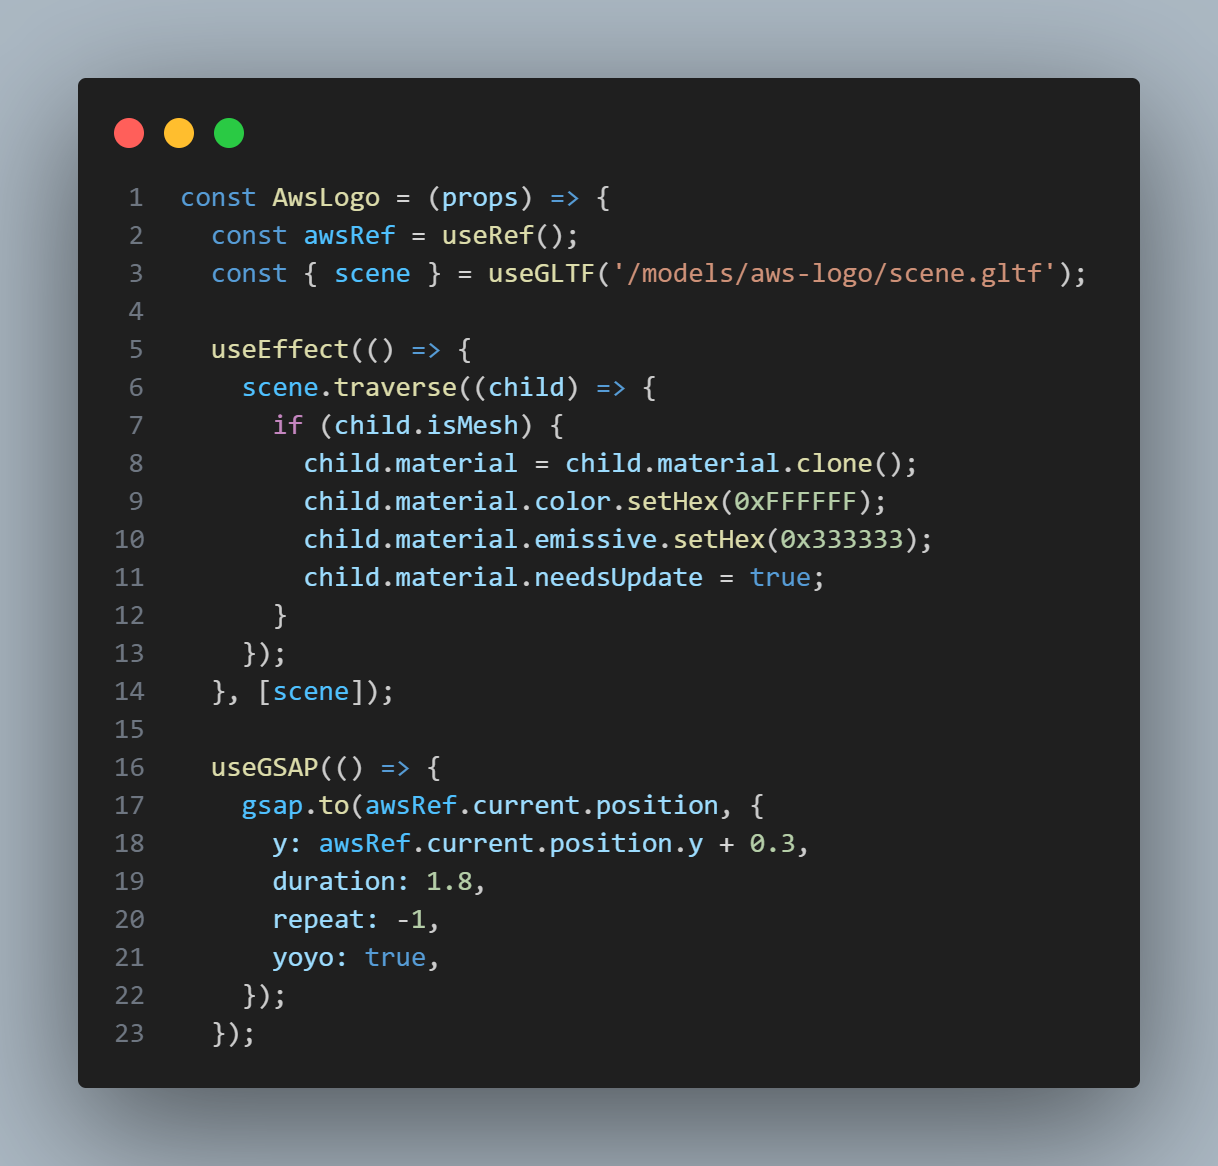 1 const AwsLogo = (props) => {
2   const awsRef = useRef();
3   const { scene } = useGLTF('/models/aws-logo/scene.gltf');
4
5   useEffect(() => {
6     scene.traverse((child) => {
7       if (child.isMesh) {
8         child.material = child.material.clone();
9         child.material.color.setHex(0xFFFFFF);
10         child.material.emissive.setHex(0x333333);
11         child.material.needsUpdate = true;
12       }
13     });
14   }, [scene]);
15
16   useGSAP(() => {
17     gsap.to(awsRef.current.position, {
18       y: awsRef.current.position.y + 0.3,
19       duration: 1.8,
20       repeat: -1,
21       yoyo: true,
22     });
23   });